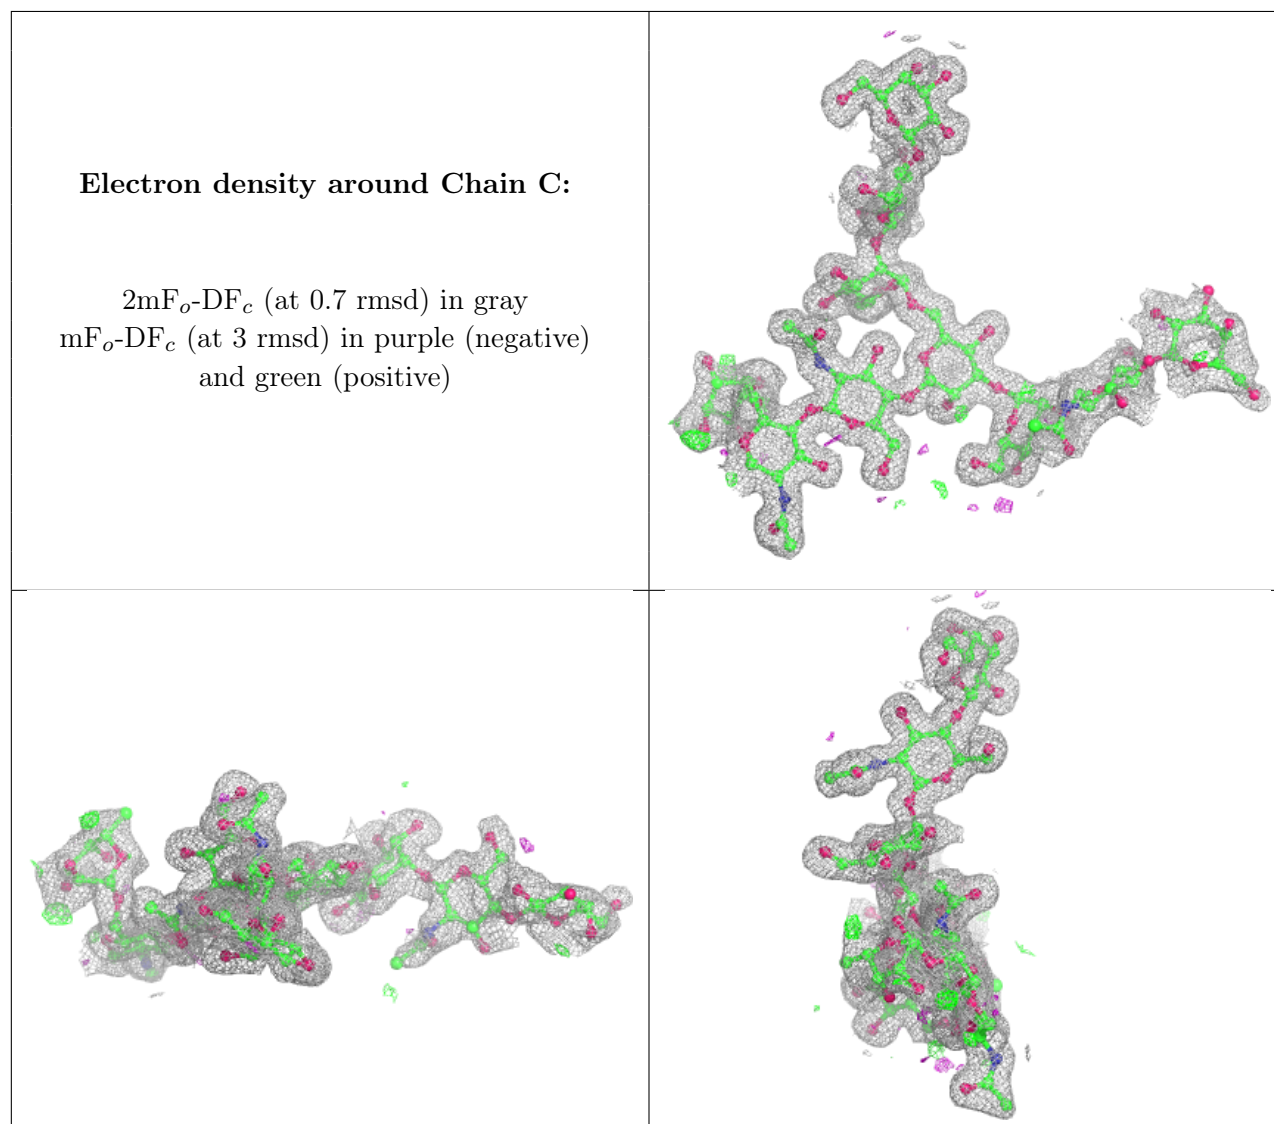 Electron density around Chain C:
2mFo-DFc (at 0.7 rmsd) in gray
mFo-DFc (at 3 rmsd) in purple (negative)
and green (positive)